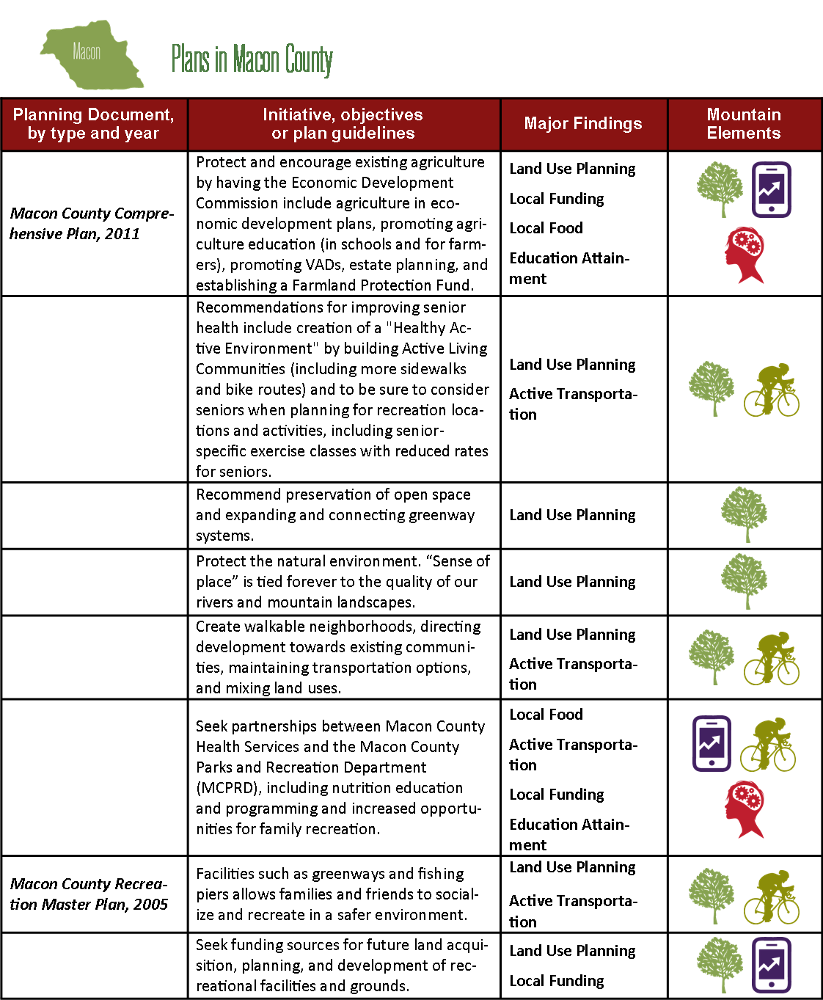 Macon
Plans in Macon County
Planning Document,
by type and year
Initiative, objectives
or plan guidelines
Major Findings
Mountain
Elements
Macon County Compre-
hensive Plan, 2011
Protect and encourage existing agriculture
by having the Economic Development
Commission include agriculture in eco-
nomic development plans, promoting agri-
culture education (in schools and for farm-
ers), promoting VADs, estate planning, and
establishing a Farmland Protection Fund.
Land Use Planning
Local Funding
Local Food
Education Attain-
ment
Recommendations for improving senior
health include creation of a "Healthy Ac-
tive Environment" by building Active Living
Communities (including more sidewalks
and bike routes) and to be sure to consider
seniors when planning for recreation loca-
tions and activities, including senior-
specific exercise classes with reduced rates
for seniors.
Land Use Planning
Active Transporta-
tion
Recommend preservation of open space
and expanding and connecting greenway
systems.
Land Use Planning
Protect the natural environment. “Sense of
place” is tied forever to the quality of our
rivers and mountain landscapes.
Land Use Planning
Create walkable neighborhoods, directing
development towards existing communi-
ties, maintaining transportation options,
and mixing land uses.
Land Use Planning
Active Transporta-
tion
Seek partnerships between Macon County
Health Services and the Macon County
Parks and Recreation Department
(MCPRD), including nutrition education
and programming and increased opportu-
nities for family recreation.
Local Food
Active Transporta-
tion
Local Funding
Education Attain-
ment
Macon County Recrea-
tion Master Plan, 2005
Facilities such as greenways and fishing
piers allows families and friends to social-
ize and recreate in a safer environment.
Land Use Planning
Active Transporta-
tion
Seek funding sources for future land acqui-
sition, planning, and development of rec-
reational facilities and grounds.
Land Use Planning
Local Funding